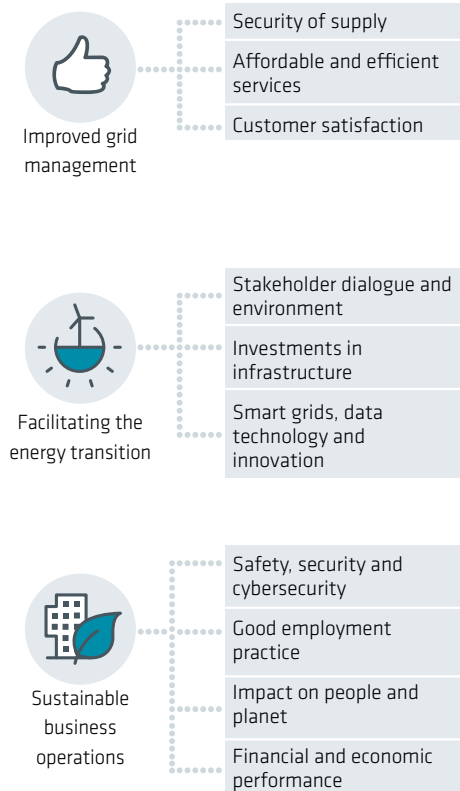 Improved grid
management
Security of supply
Affordable and efficient
services
Customer satisfaction
Facilitating the
energy transition
Stakeholder dialogue and
environment
Investments in
infrastructure
Smart grids, data
technology and
innovation
Sustainable
business
operations
Safety, security and
cybersecurity
Good employment
practice
Impact on people and
planet
Financial and economic
performance